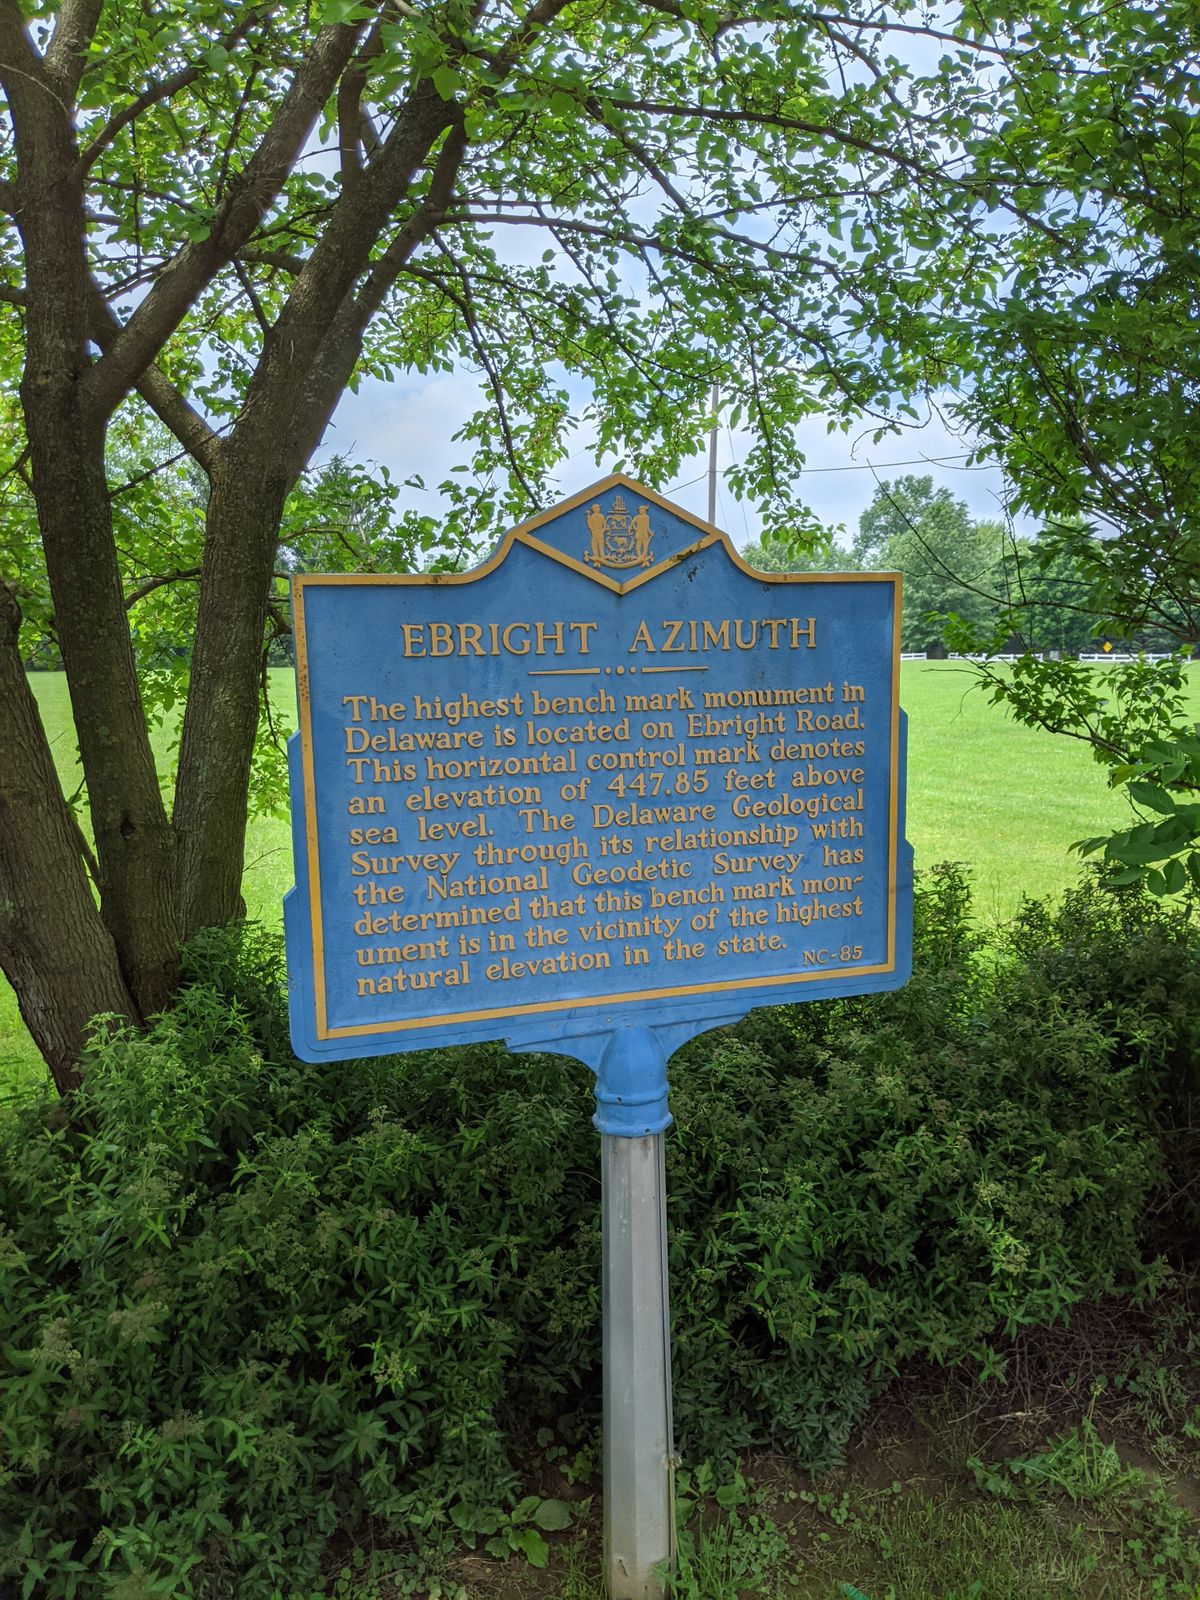 EBRIGHT AZIMUTH
The highest bench mark monument in
Delaware is located on Ebright Road.
This horizontal control mark denotes
an elevation of 447.85 feet above
sea level. The Delaware Geological
Survey through its relationship with
the National Geodetic Survey has
determined that this bench mark mon-
ument is in the vicinity of the highest
natural elevation in the state.
NC-85